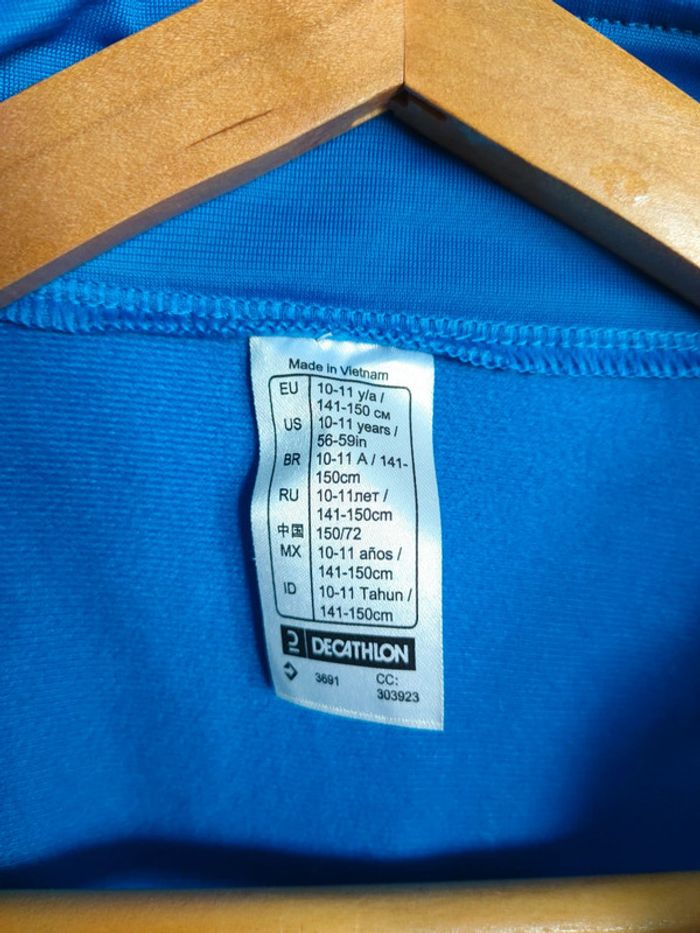 Made in Vietnam
EU 10-11 y/a /
141-150 см
US 10-11 years /
56-59in
BR 10-11 A / 141-
150cm
RU 10-11лет /
141-150cm
中国 150/72
MX 10-11 años /
141-150cm
ID 10-11 Tahun /
141-150cm
DECATHLON
3691 CC:
303923